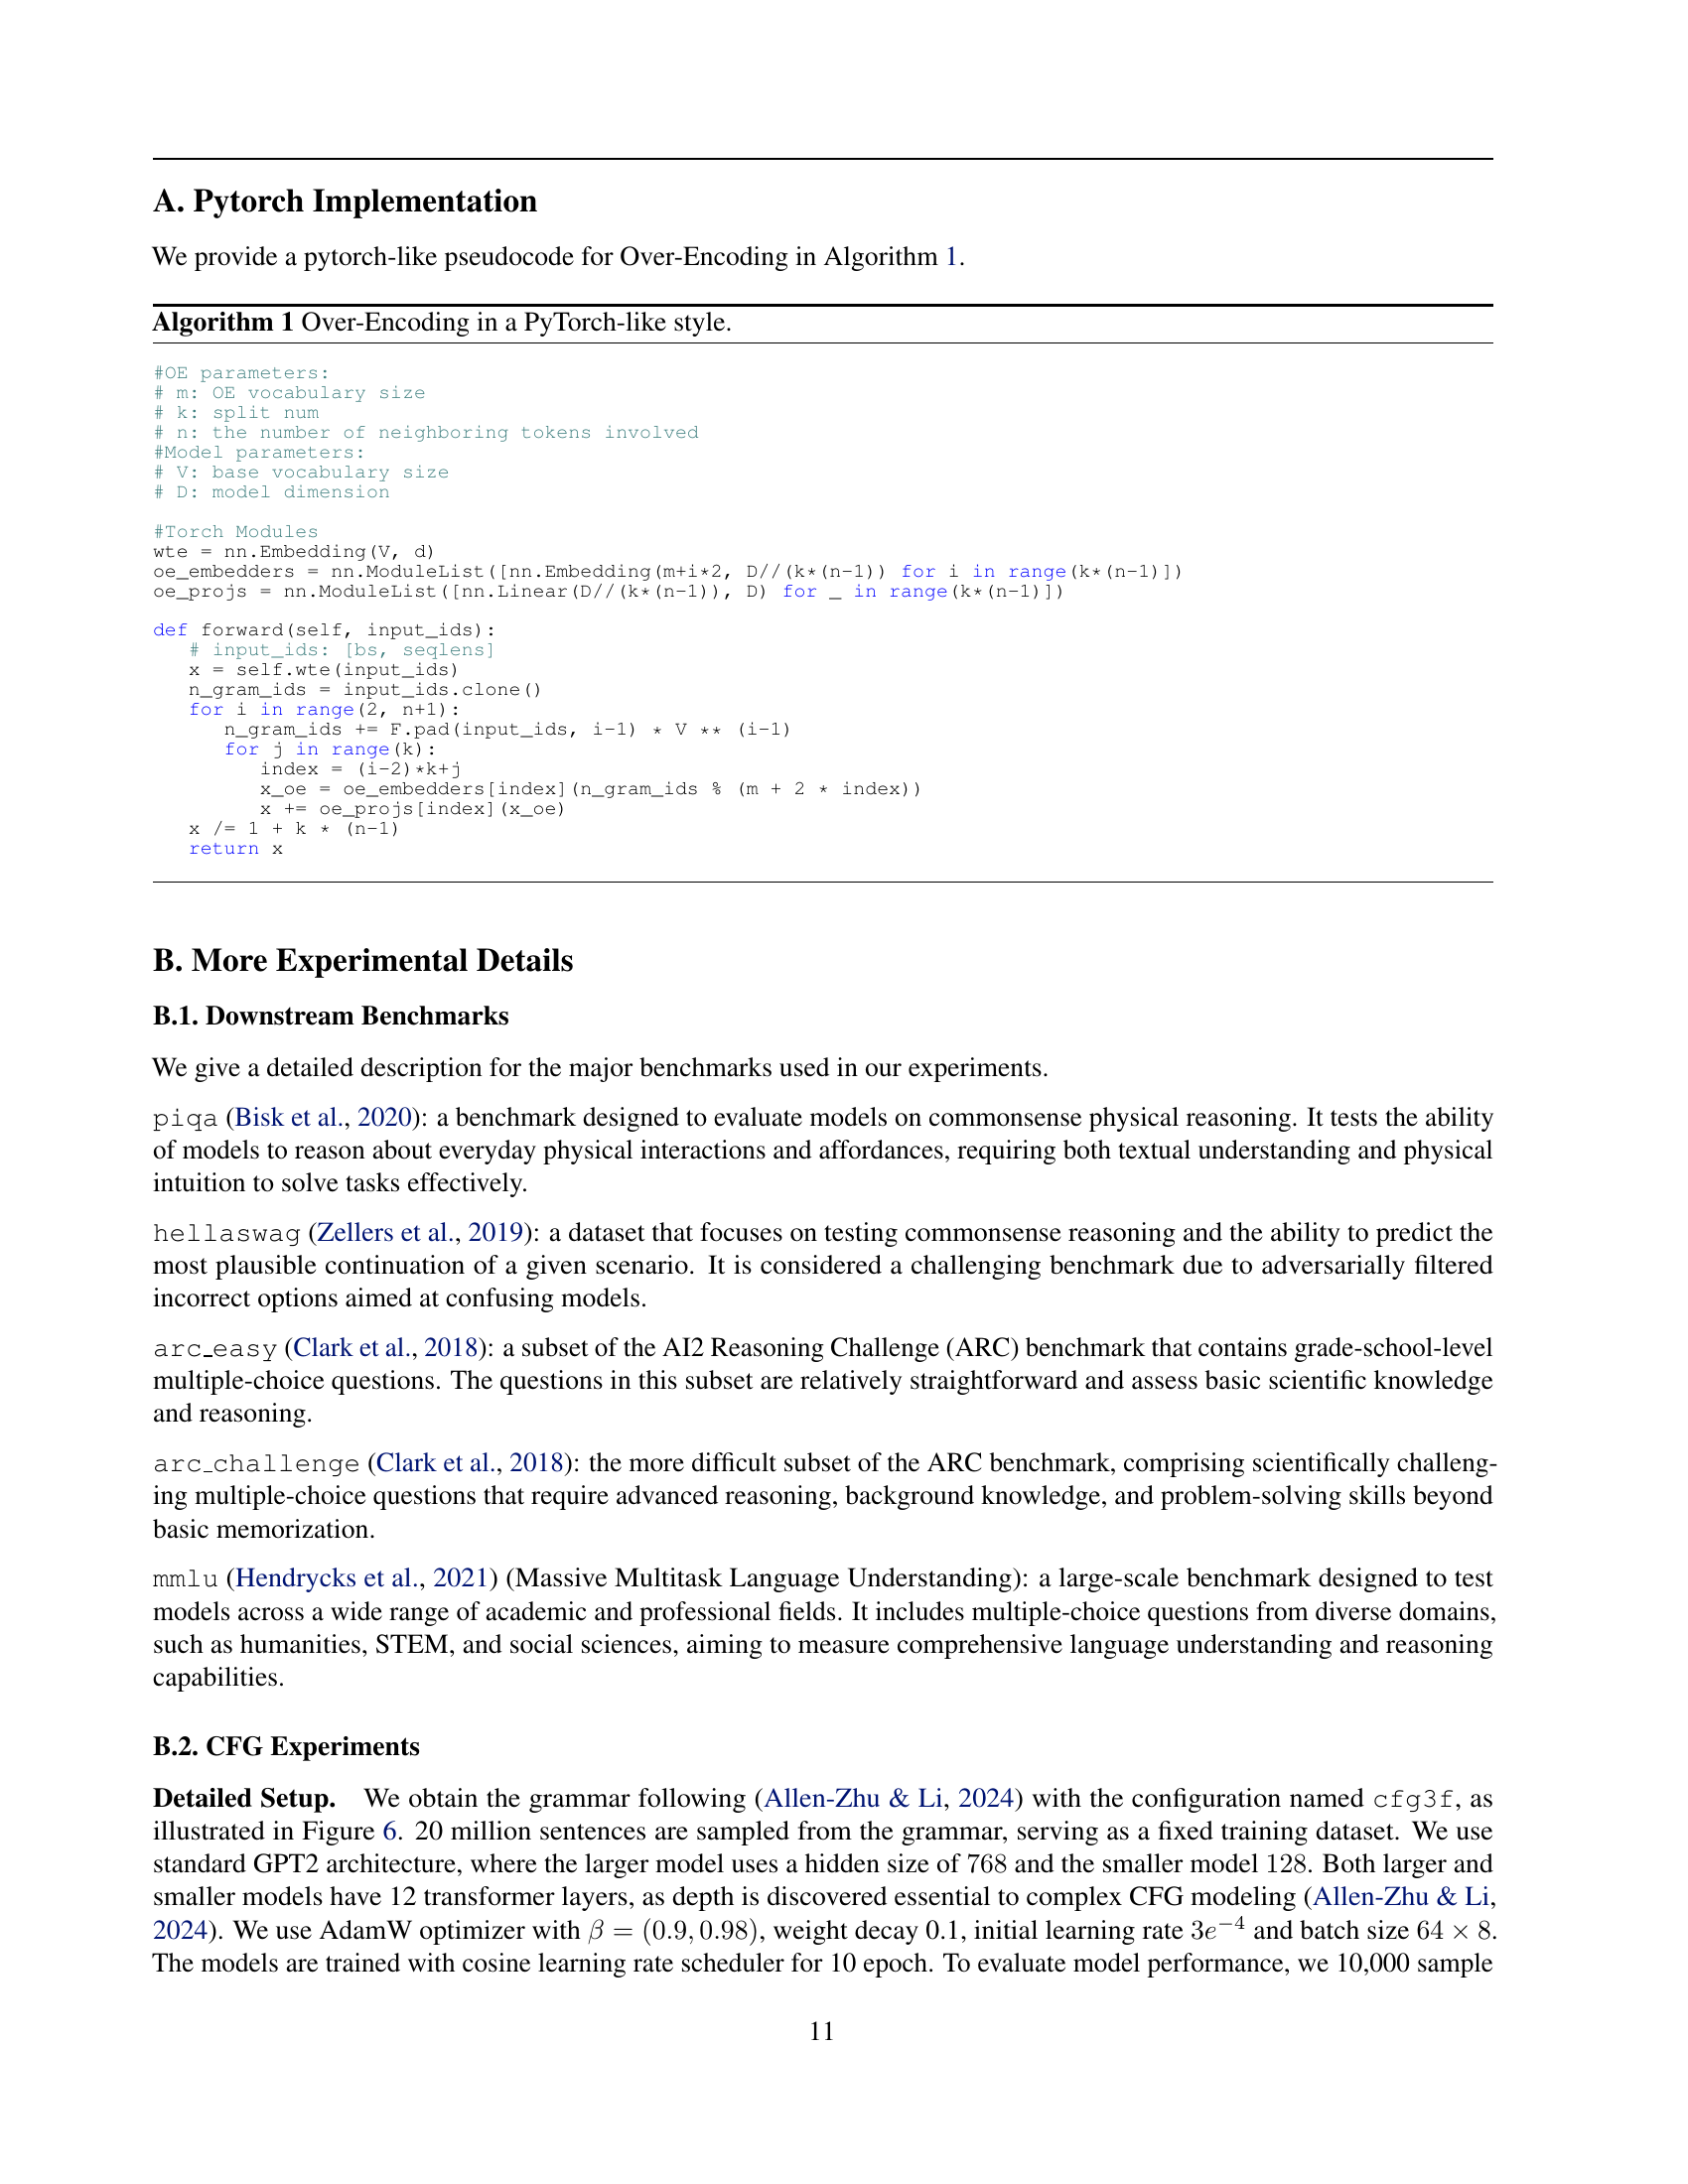 A. Pytorch Implementation
We provide a pytorch-like pseudocode for Over-Encoding in Algorithm 1.
Algorithm 1 Over-Encoding in a PyTorch-like style.
#OE parameters:
# m: OE vocabulary size
# k: split num
# n: the number of neighboring tokens involved
#Model parameters:
# V: base vocabulary size
# D: model dimension
#Torch Modules
wte = nn.Embedding(V, d)
oe_embedders = nn.ModuleList([nn.Embedding(m+i*2, D//(k*(n-1)) for i in range(k*(n-1)])
oe_projs = nn.ModuleList([nn.Linear(D//(k*(n-1)), D) for _ in range(k*(n-1)])
def forward(self, input_ids):
# input_ids: [bs, seqlens]
x = self.wte(input_ids)
n_gram_ids = input_ids.clone()
for i in range(2, n+1):
n_gram_ids += F.pad(input_ids, i-1) * V ** (i-1)
for j in range(k):
index = (i-2)*k+j
x_oe = oe_embedders[index](n_gram_ids % (m + 2 * index))
x += oe_projs[index](x_oe)
x /= 1 + k * (n-1)
return x
B. More Experimental Details
B.1. Downstream Benchmarks
We give a detailed description for the major benchmarks used in our experiments.
piqa (Bisk et al., 2020): a benchmark designed to evaluate models on commonsense physical reasoning. It tests the ability
of models to reason about everyday physical interactions and affordances, requiring both textual understanding and physical
intuition to solve tasks effectively.
hellaswag (Zellers et al., 2019): a dataset that focuses on testing commonsense reasoning and the ability to predict the
most plausible continuation of a given scenario. It is considered a challenging benchmark due to adversarially filtered
incorrect options aimed at confusing models.
arc_easy (Clark et al., 2018): a subset of the AI2 Reasoning Challenge (ARC) benchmark that contains grade-school-level
multiple-choice questions. The questions in this subset are relatively straightforward and assess basic scientific knowledge
and reasoning.
arc_challenge (Clark et al., 2018): the more difficult subset of the ARC benchmark, comprising scientifically challeng-
ing multiple-choice questions that require advanced reasoning, background knowledge, and problem-solving skills beyond
basic memorization.
mmlu (Hendrycks et al., 2021) (Massive Multitask Language Understanding): a large-scale benchmark designed to test
models across a wide range of academic and professional fields. It includes multiple-choice questions from diverse domains,
such as humanities, STEM, and social sciences, aiming to measure comprehensive language understanding and reasoning
capabilities.
B.2. CFG Experiments
Detailed Setup. We obtain the grammar following (Allen-Zhu & Li, 2024) with the configuration named cfg3f, as
illustrated in Figure 6. 20 million sentences are sampled from the grammar, serving as a fixed training dataset. We use
standard GPT2 architecture, where the larger model uses a hidden size of 768 and the smaller model 128. Both larger and
smaller models have 12 transformer layers, as depth is discovered essential to complex CFG modeling (Allen-Zhu & Li,
2024). We use AdamW optimizer with β = (0.9, 0.98), weight decay 0.1, initial learning rate 3e⁻⁴ and batch size 64 × 8.
The models are trained with cosine learning rate scheduler for 10 epoch. To evaluate model performance, we 10,000 sample
11